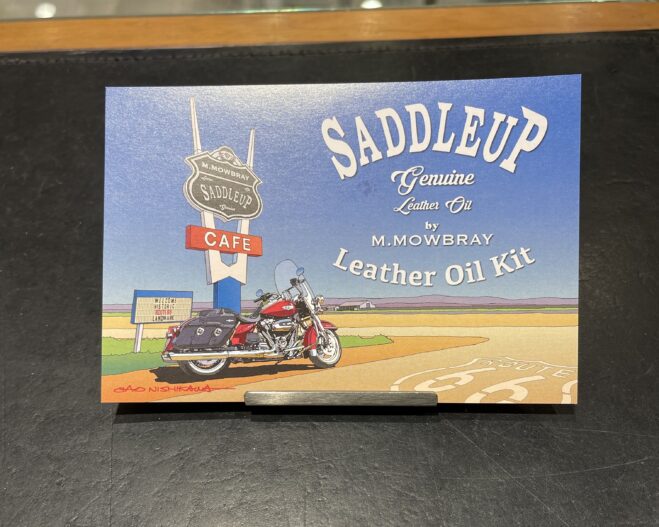 SADDLEUP
Genuine
Leather Oil
by
M.MOWBRAY
Leather Oil Kit
M.MOWBRAY
SADDLEUP
Genuine
CAFE
WELCOME
HISTORIC
ROUTE 66
LANDMARK
ROUTE
66
GAO NISHIKAWA